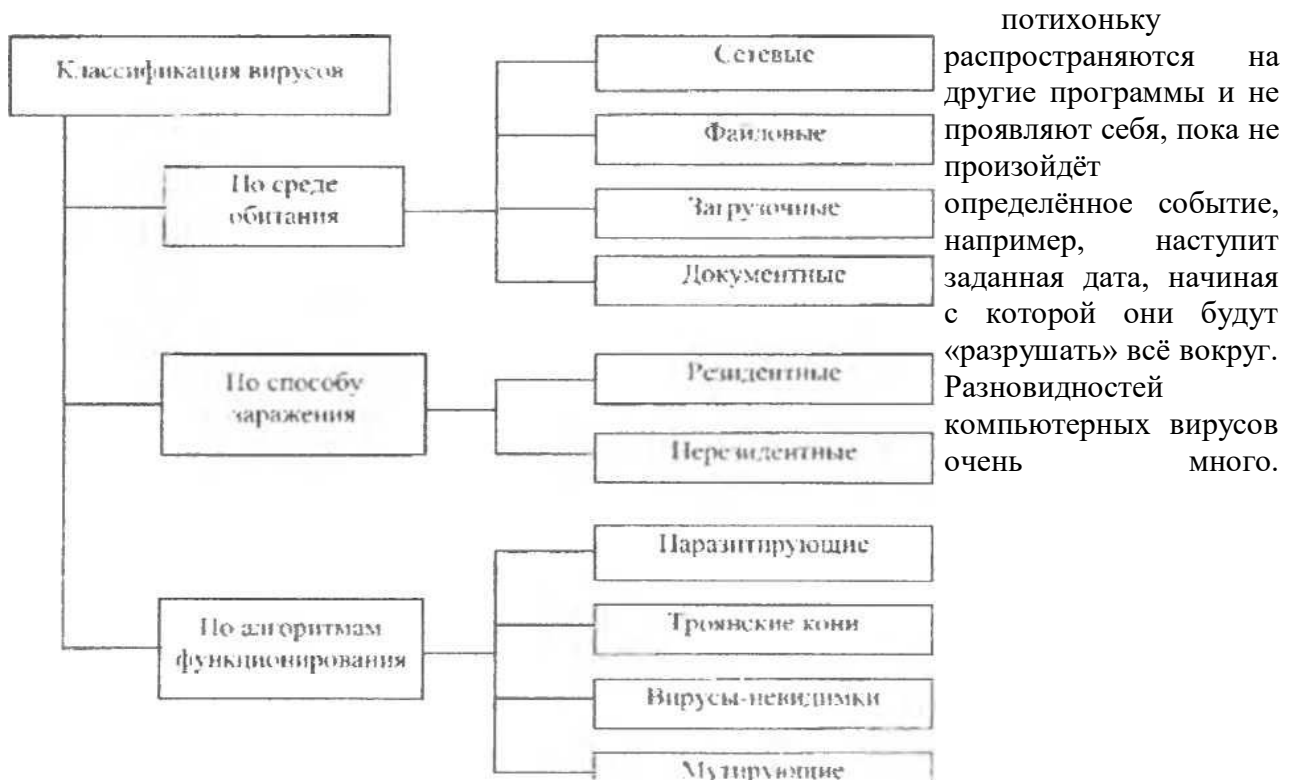 Классификация вирусов
По среде
обитания
Сетевые
Файловые
Загрузочные
Документные
По способу
заражения
Резидентные
Нерезидентные
По алгоритмам
функционирования
Паразитирующие
Троянские кони
Вирусы-невидимки
Мутирующие
потихоньку
распространяются на
другие программы и не
проявляют себя, пока не
произойдёт
определённое событие,
например, наступит
заданная дата, начиная
с которой они будут
«разрушать» всё вокруг.
Разновидностей
компьютерных вирусов
очень много.